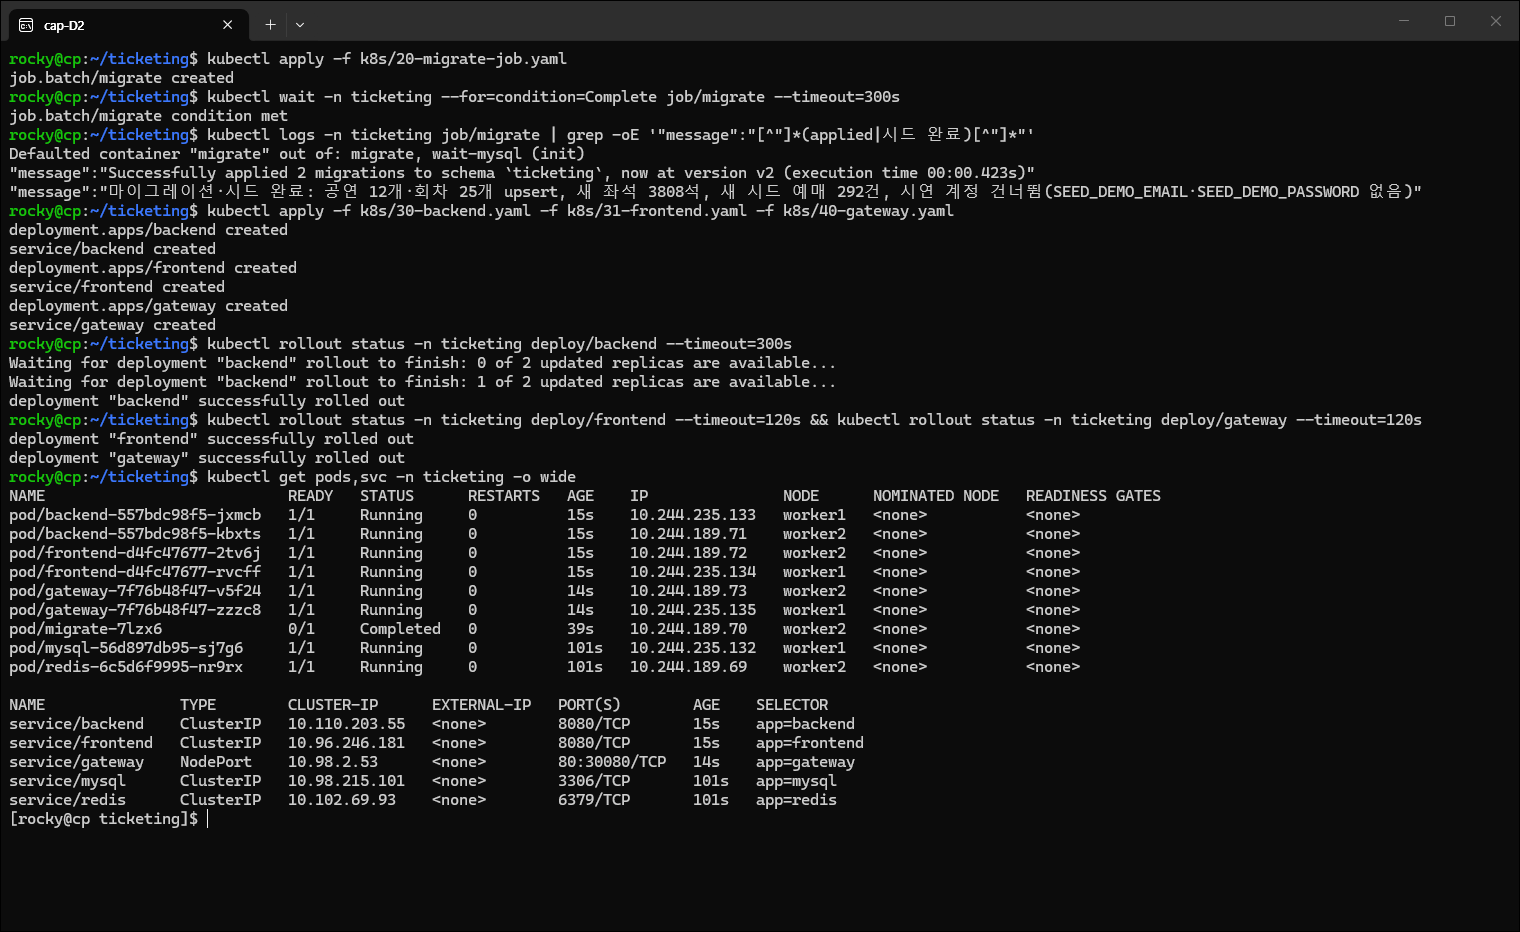 cap-D2
rocky@cp:~/ticketing$ kubectl apply -f k8s/20-migrate-job.yaml
job.batch/migrate created
rocky@cp:~/ticketing$ kubectl wait -n ticketing --for=condition=Complete job/migrate --timeout=300s
job.batch/migrate condition met
rocky@cp:~/ticketing$ kubectl logs -n ticketing job/migrate | grep -oE '"message":"[^"]*(applied|시드 완료)[^"]*"'
Defaulted container "migrate" out of: migrate, wait-mysql (init)
"message":"Successfully applied 2 migrations to schema `ticketing`, now at version v2 (execution time 00:00.423s)"
"message":"마이그레이션·시드 완료: 공연 12개·회차 25개 upsert, 새 좌석 3808석, 새 시드 예매 292건, 시연 계정 건너뜀(SEED_DEMO_EMAIL·SEED_DEMO_PASSWORD 없음)"
rocky@cp:~/ticketing$ kubectl apply -f k8s/30-backend.yaml -f k8s/31-frontend.yaml -f k8s/40-gateway.yaml
deployment.apps/backend created
service/backend created
deployment.apps/frontend created
service/frontend created
deployment.apps/gateway created
service/gateway created
rocky@cp:~/ticketing$ kubectl rollout status -n ticketing deploy/backend --timeout=300s
Waiting for deployment "backend" rollout to finish: 0 of 2 updated replicas are available...
Waiting for deployment "backend" rollout to finish: 1 of 2 updated replicas are available...
deployment "backend" successfully rolled out
rocky@cp:~/ticketing$ kubectl rollout status -n ticketing deploy/frontend --timeout=120s && kubectl rollout status -n ticketing deploy/gateway --timeout=120s
deployment "frontend" successfully rolled out
deployment "gateway" successfully rolled out
rocky@cp:~/ticketing$ kubectl get pods,svc -n ticketing -o wide
NAME                           READY   STATUS      RESTARTS   AGE    IP               NODE      NOMINATED NODE   READINESS GATES
pod/backend-557bdc98f5-jxmcb   1/1     Running     0          15s    10.244.235.133   worker1   <none>           <none>
pod/backend-557bdc98f5-kbxts   1/1     Running     0          15s    10.244.189.71    worker2   <none>           <none>
pod/frontend-d4fc47677-2tv6j   1/1     Running     0          15s    10.244.189.72    worker2   <none>           <none>
pod/frontend-d4fc47677-rvcff   1/1     Running     0          15s    10.244.235.134   worker1   <none>           <none>
pod/gateway-7f76b48f47-v5f24   1/1     Running     0          14s    10.244.189.73    worker2   <none>           <none>
pod/gateway-7f76b48f47-zzzc8   1/1     Running     0          14s    10.244.235.135   worker1   <none>           <none>
pod/migrate-7lzx6              0/1     Completed   0          39s    10.244.189.70    worker2   <none>           <none>
pod/mysql-56d897db95-sj7g6     1/1     Running     0          101s   10.244.235.132   worker1   <none>           <none>
pod/redis-6c5d6f9995-nr9rx     1/1     Running     0          101s   10.244.189.69    worker2   <none>           <none>
NAME               TYPE        CLUSTER-IP      EXTERNAL-IP   PORT(S)        AGE    SELECTOR
service/backend    ClusterIP   10.110.203.55   <none>        8080/TCP       15s    app=backend
service/frontend   ClusterIP   10.96.246.181   <none>        8080/TCP       15s    app=frontend
service/gateway    NodePort    10.98.2.53      <none>        80:30080/TCP   14s    app=gateway
service/mysql      ClusterIP   10.98.215.101   <none>        3306/TCP       101s   app=mysql
service/redis      ClusterIP   10.102.69.93    <none>        6379/TCP       101s   app=redis
[rocky@cp ticketing]$